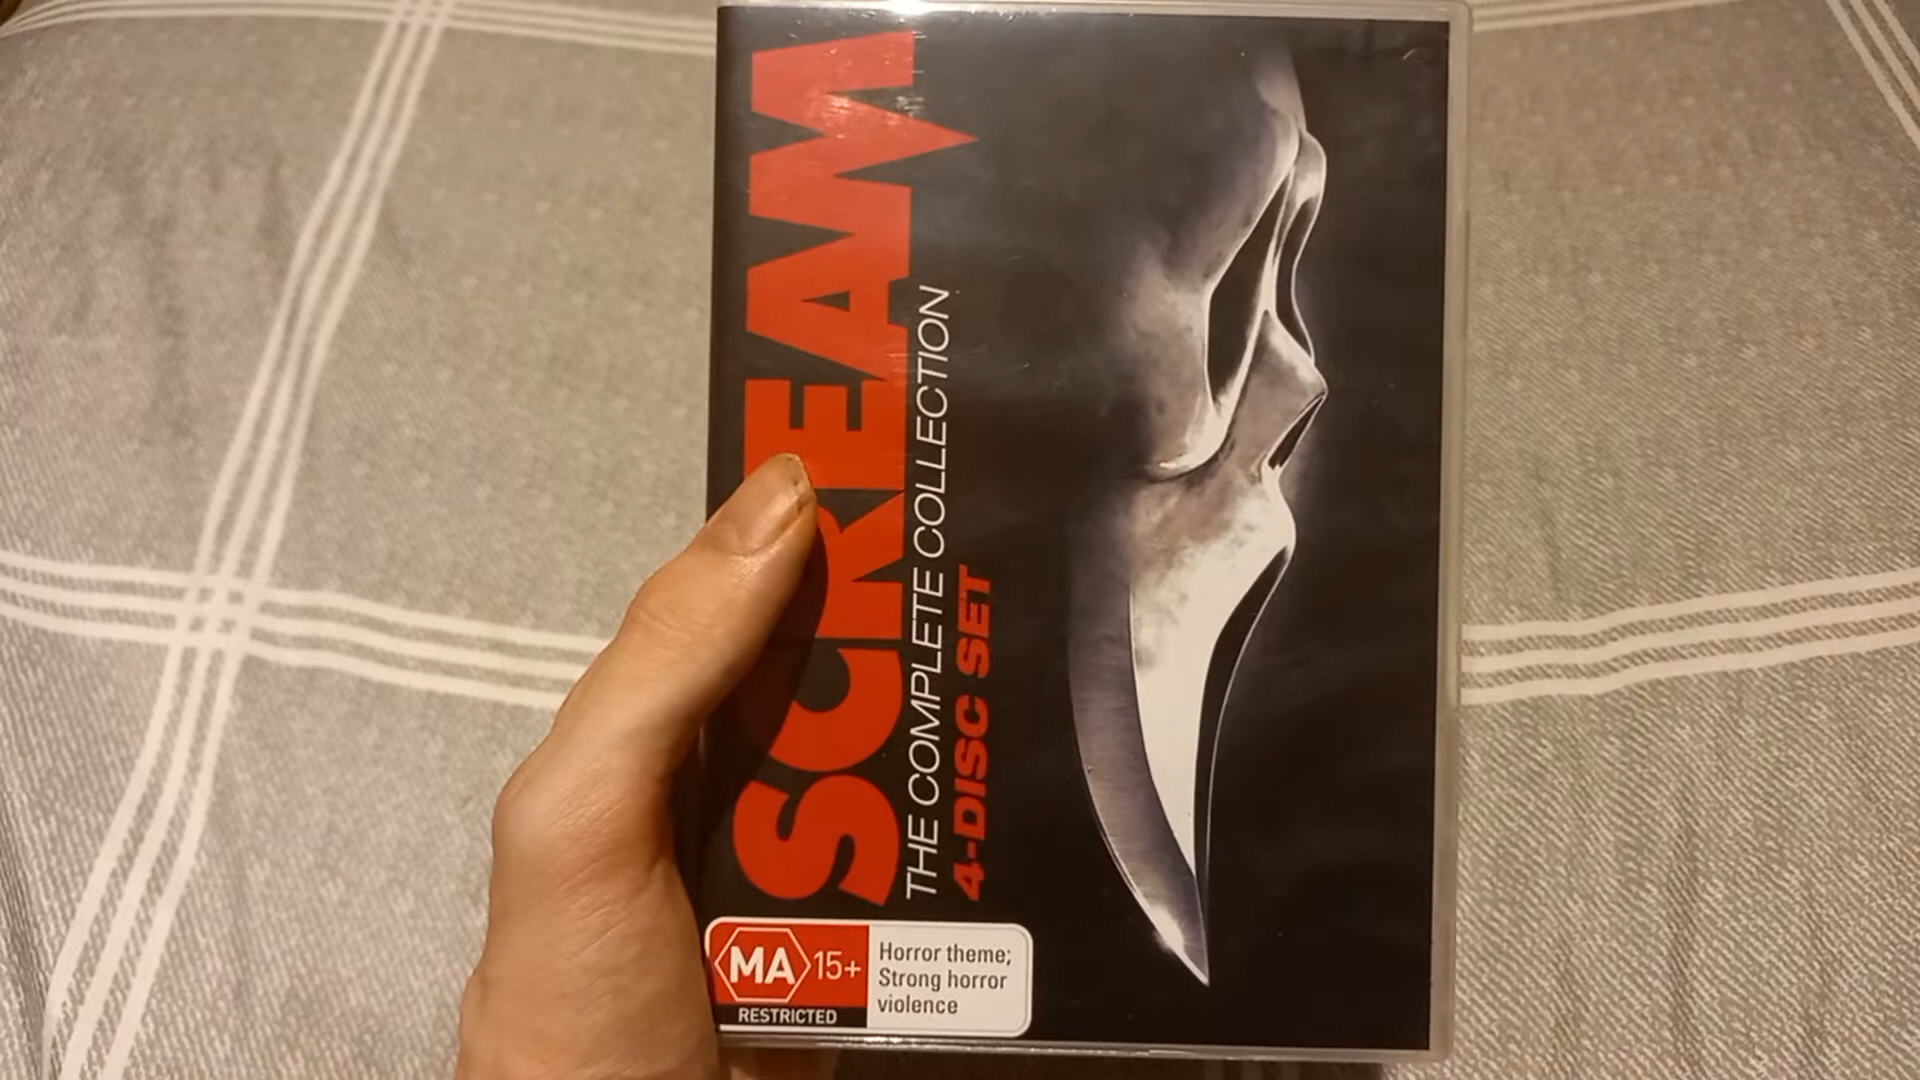 SCREAM
THE COMPLETE COLLECTION
4-DISC SET
MA 15+
RESTRICTED
Horror theme;
Strong horror
violence